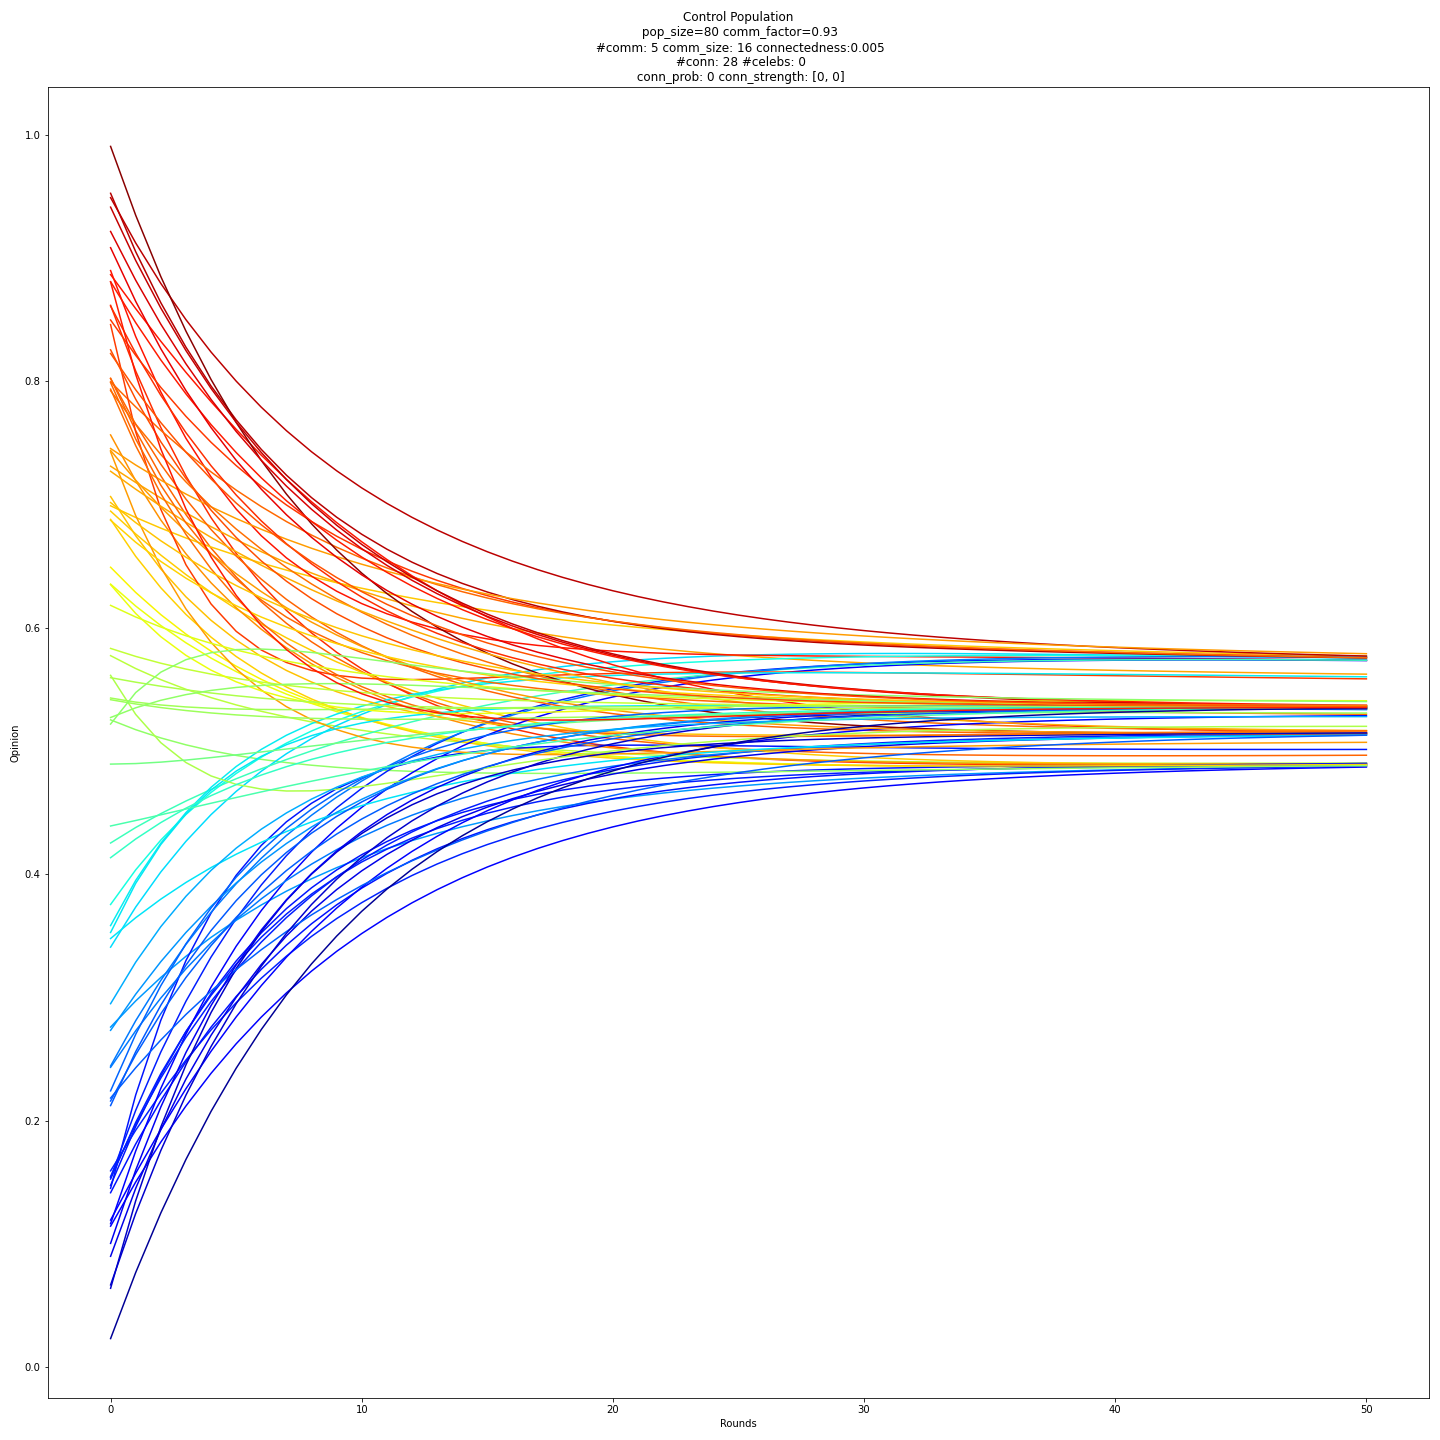 Control Population
pop_size=80 comm_factor=0.93
#comm: 5 comm_size: 16 connectedness:0.005
#conn: 28 #celebs: 0
conn_prob: 0 conn_strength: [0, 0]
1.0
0.8
0.6
Opinion
0.4
0.2
0.0
0 10 20 30 40 50
Rounds